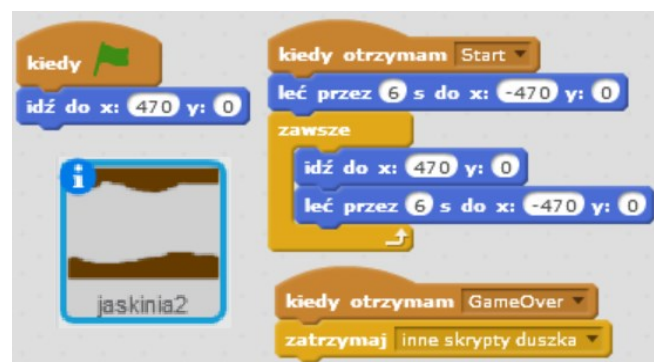 kiedy
idź do x: 470 y: 0
i
jaskinia2
kiedy otrzymam Start
leć przez 6 s do x: -470 y: 0
zawsze
idź do x: 470 y: 0
leć przez 6 s do x: -470 y: 0
kiedy otrzymam GameOver
zatrzymaj inne skrypty duszka